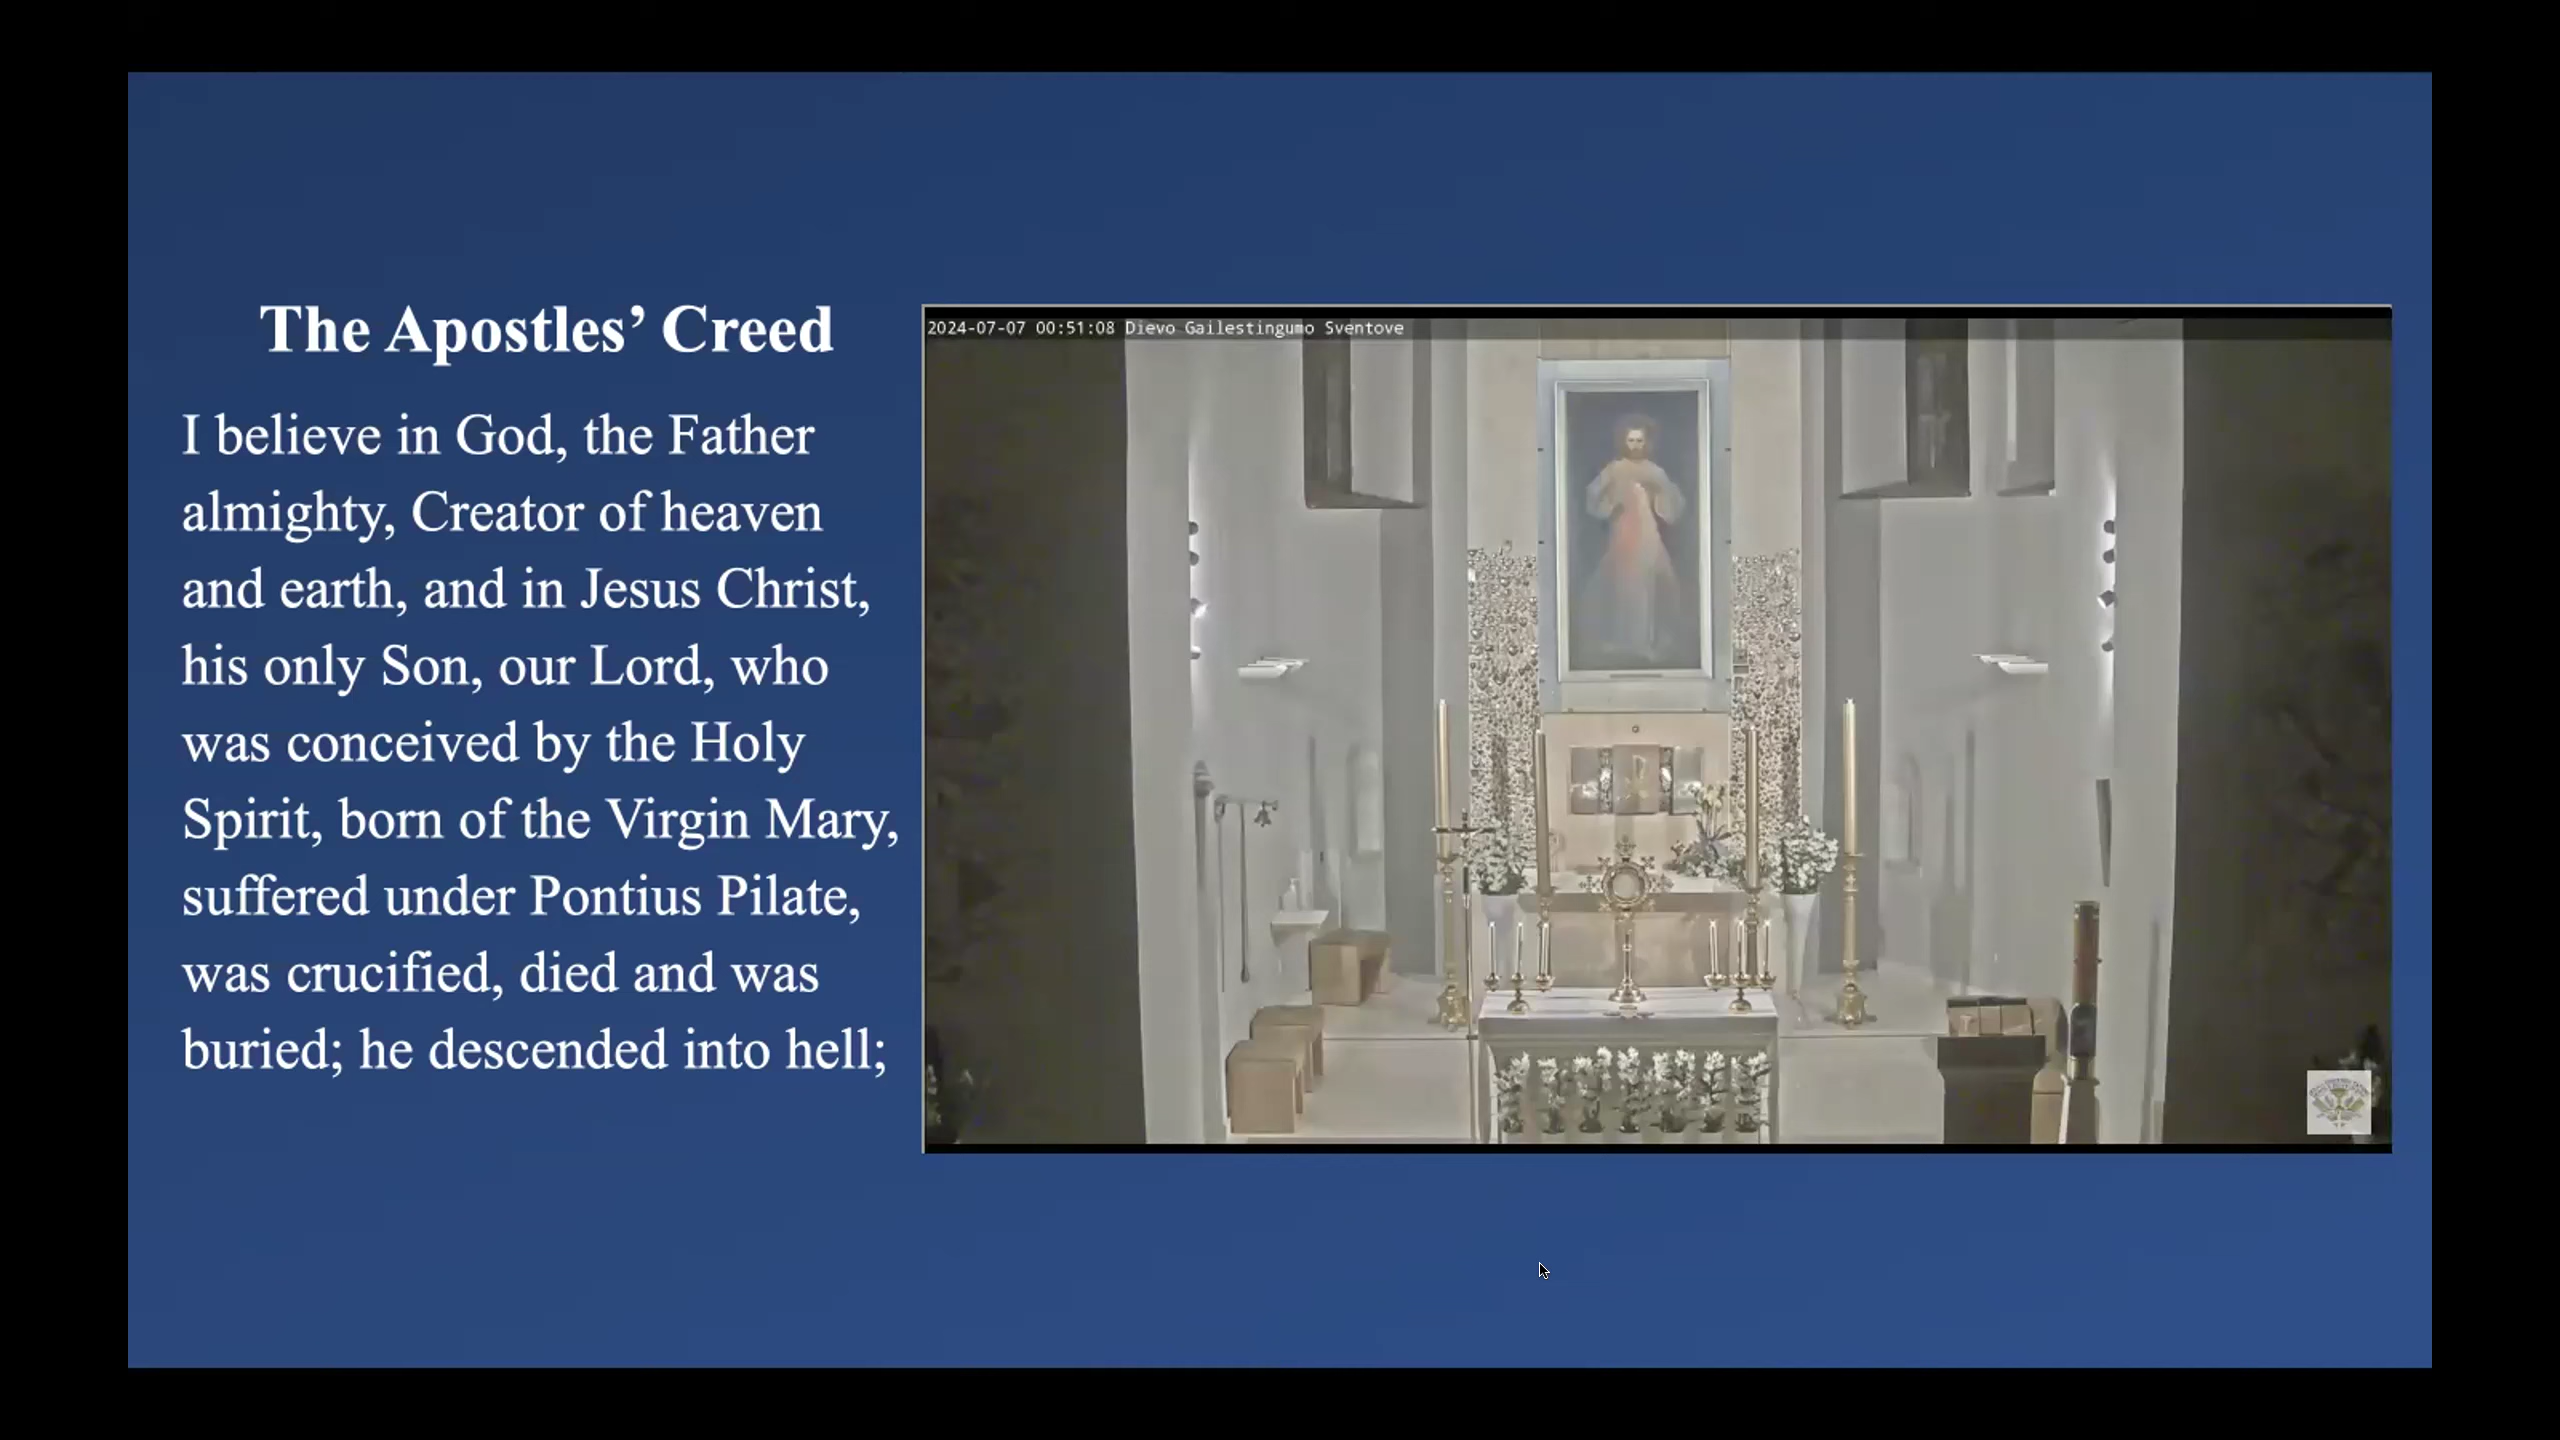 The Apostles’ Creed
I believe in God, the Father
almighty, Creator of heaven
and earth, and in Jesus Christ,
his only Son, our Lord, who
was conceived by the Holy
Spirit, born of the Virgin Mary,
suffered under Pontius Pilate,
was crucified, died and was
buried; he descended into hell;
2024-07-07 00:51:08 Dievo Gailestingumo Sventove